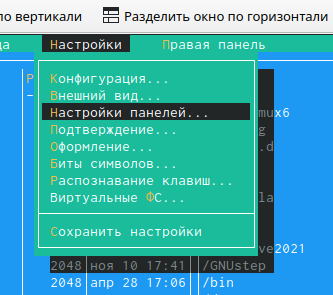 по вертикали Разделить окно по горизонтали
да Настройки Правая панель
Конфигурация...
Внешний вид...
Настройки панелей...
Подтверждение...
Оформление...
Биты символов...
Распознавание клавиш...
Виртуальные ФС...
Сохранить настройки
mux6
g
.d
la
ve2021
2048 ноя 10 17:41 /GNUstep
2048 апр 28 17:06 /bin